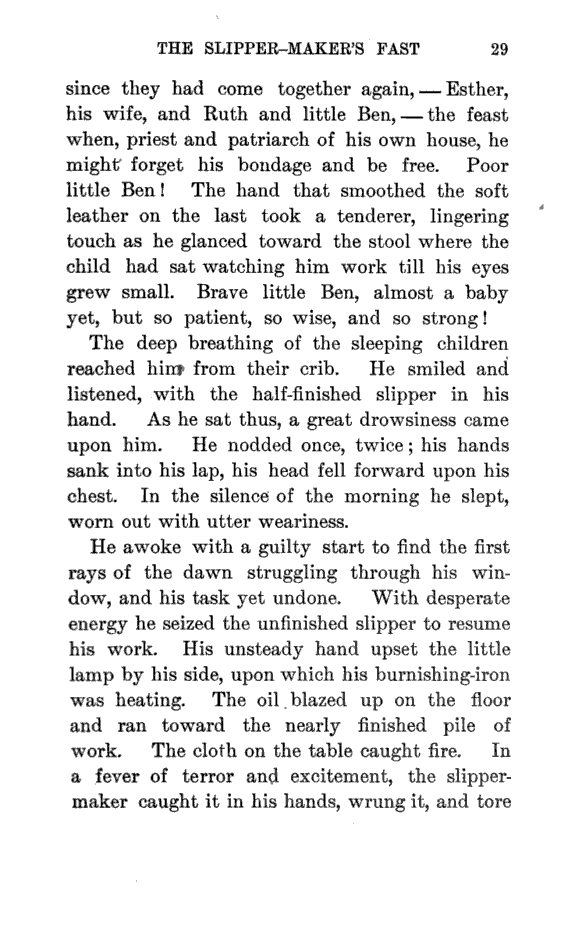 THE SLIPPER-MAKER'S FAST 29
since they had come together again, — Esther,
his wife, and Ruth and little Ben, — the feast
when, priest and patriarch of his own house, he
might forget his bondage and be free. Poor
little Ben! The hand that smoothed the soft
leather on the last took a tenderer, lingering
touch as he glanced toward the stool where the
child had sat watching him work till his eyes
grew small. Brave little Ben, almost a baby
yet, but so patient, so wise, and so strong!
The deep breathing of the sleeping children
reached him from their crib. He smiled and
listened, with the half-finished slipper in his
hand. As he sat thus, a great drowsiness came
upon him. He nodded once, twice; his hands
sank into his lap, his head fell forward upon his
chest. In the silence of the morning he slept,
worn out with utter weariness.
He awoke with a guilty start to find the first
rays of the dawn struggling through his win-
dow, and his task yet undone. With desperate
energy he seized the unfinished slipper to resume
his work. His unsteady hand upset the little
lamp by his side, upon which his burnishing-iron
was heating. The oil blazed up on the floor
and ran toward the nearly finished pile of
work. The cloth on the table caught fire. In
a fever of terror and excitement, the slipper-
maker caught it in his hands, wrung it, and tore